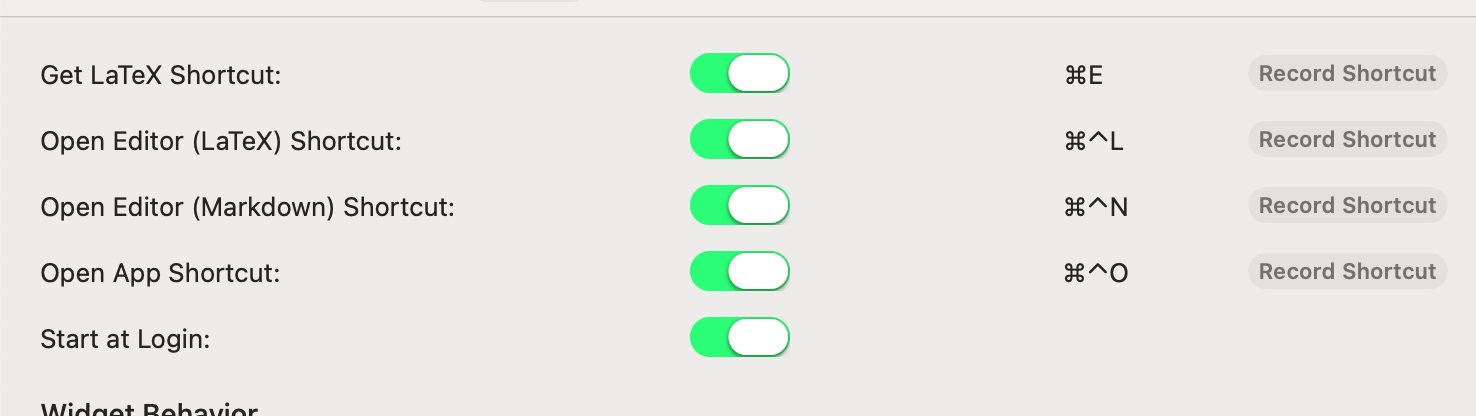 Get LaTeX Shortcut: ⌘E Record Shortcut
Open Editor (LaTeX) Shortcut: ⌘^L Record Shortcut
Open Editor (Markdown) Shortcut: ⌘^N Record Shortcut
Open App Shortcut: ⌘^O Record Shortcut
Start at Login:
Widget Behavior